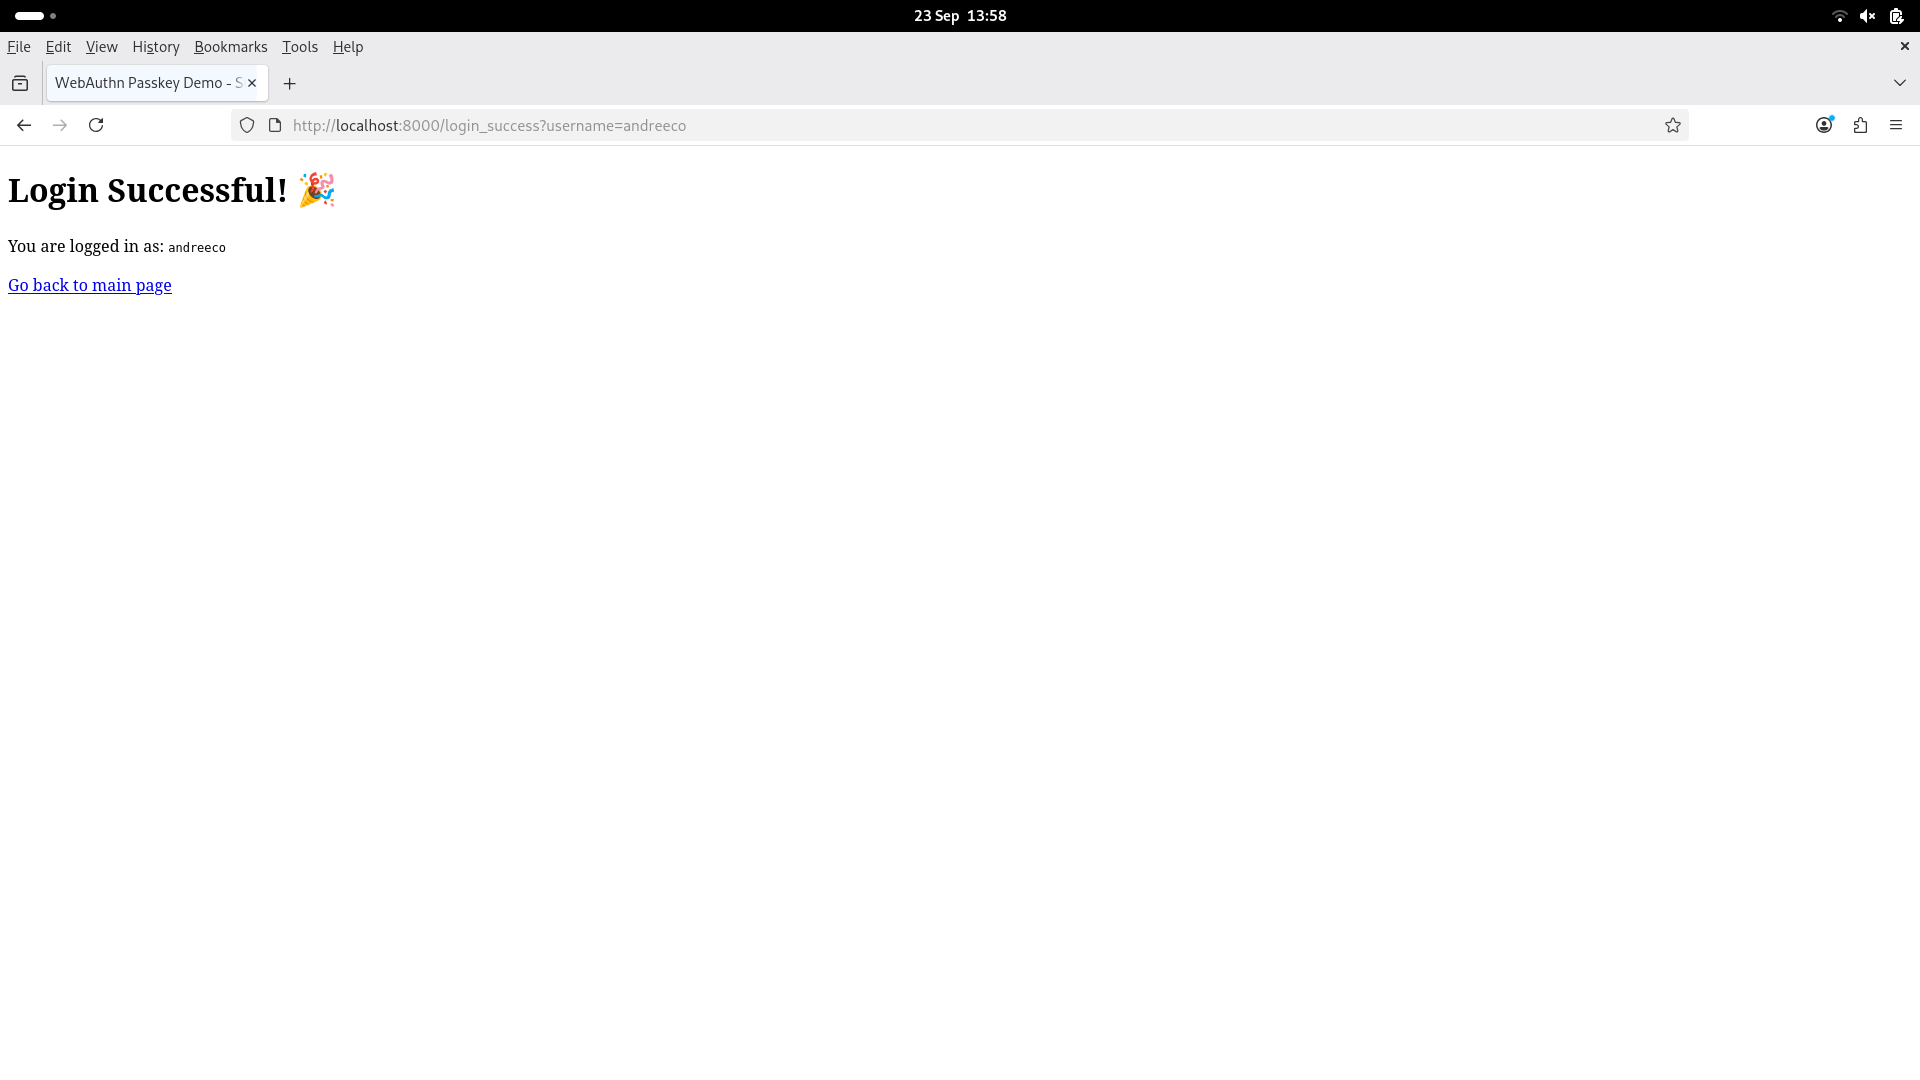 23 Sep 13:58
File Edit View History Bookmarks Tools Help
WebAuthn Passkey Demo - S
http://localhost:8000/login_success?username=andreeco
Login Successful! 🎉
You are logged in as: andreeco
Go back to main page